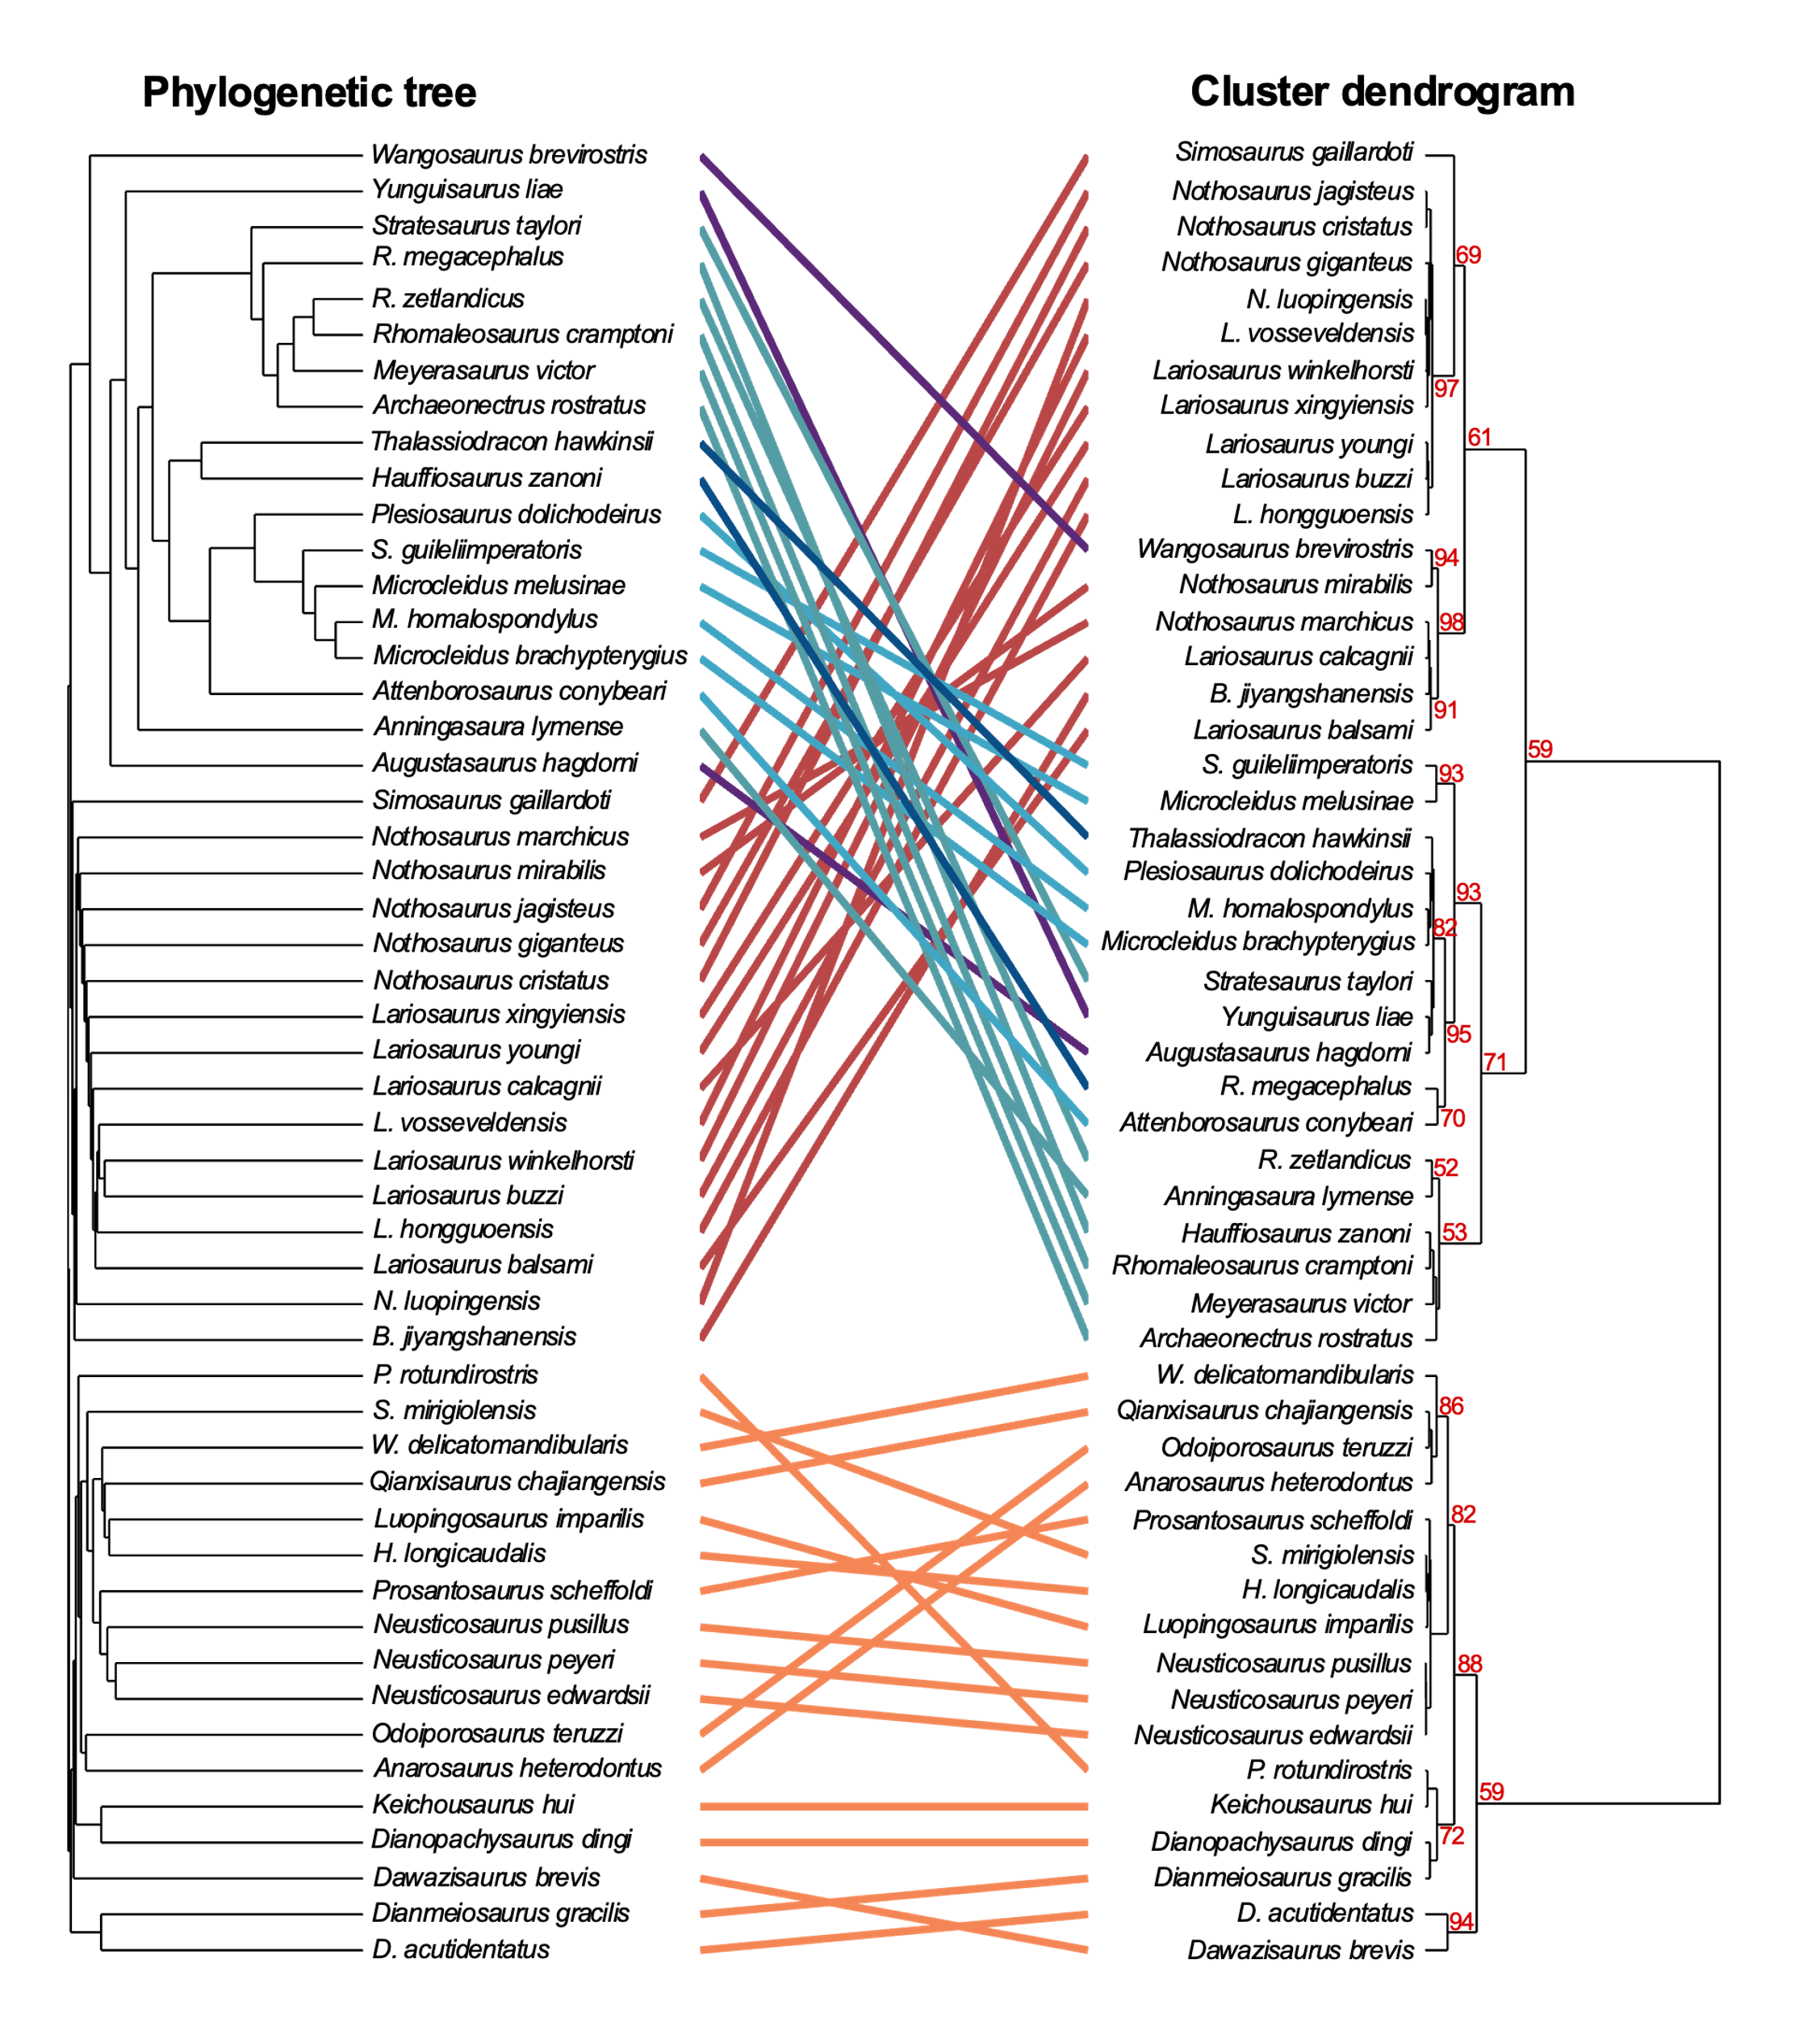 Phylogenetic tree
Wangosaurus brevirostris
Yunguisaurus liae
Stratesaurus taylori
R. megacephalus
R. zetlandicus
Rhomaleosaurus cramptoni
Meyerasaurus victor
Archaeonectrus rostratus
Thalassiodracon hawkinsii
Hauffiosaurus zanoni
Plesiosaurus dolichodeirus
S. guileliimperatoris
Microcleidus melusinae
M. homalospondylus
Microcleidus brachypterygius
Attenborosaurus conybeari
Anningasaura lymense
Augustasaurus hagdorni
Simosaurus gaillardoti
Nothosaurus marchicus
Nothosaurus mirabilis
Nothosaurus jagisteus
Nothosaurus giganteus
Nothosaurus cristatus
Lariosaurus xingyiensis
Lariosaurus youngi
Lariosaurus calcagnii
L. vosseveldensis
Lariosaurus winkelhorsti
Lariosaurus buzzi
L. hongguoensis
Lariosaurus balsami
N. luopingensis
B. jiyangshanensis
P. rotundirostris
S. mirigiolensis
W. delicatomandibularis
Qianxisaurus chajiangensis
Luopingosaurus imparilis
H. longicaudalis
Prosantosaurus scheffoldi
Neusticosaurus pusillus
Neusticosaurus peyeri
Neusticosaurus edwardsii
Odoiporosaurus teruzzi
Anarosaurus heterodontus
Keichousaurus hui
Dianopachysaurus dingi
Dawazisaurus brevis
Dianmeiosaurus gracilis
D. acutidentatus
Cluster dendrogram
Simosaurus gaillardoti
Nothosaurus jagisteus
Nothosaurus cristatus
Nothosaurus giganteus
N. luopingensis
L. vosseveldensis
Lariosaurus winkelhorsti
Lariosaurus xingyiensis
Lariosaurus youngi
Lariosaurus buzzi
L. hongguoensis
Wangosaurus brevirostris
Nothosaurus mirabilis
Nothosaurus marchicus
Lariosaurus calcagnii
B. jiyangshanensis
Lariosaurus balsami
S. guileliimperatoris
Microcleidus melusinae
Thalassiodracon hawkinsii
Plesiosaurus dolichodeirus
M. homalospondylus
Microcleidus brachypterygius
Stratesaurus taylori
Yunguisaurus liae
Augustasaurus hagdorni
R. megacephalus
Attenborosaurus conybeari
R. zetlandicus
Anningasaura lymense
Hauffiosaurus zanoni
Rhomaleosaurus cramptoni
Meyerasaurus victor
Archaeonectrus rostratus
W. delicatomandibularis
Qianxisaurus chajiangensis
Odoiporosaurus teruzzi
Anarosaurus heterodontus
Prosantosaurus scheffoldi
S. mirigiolensis
H. longicaudalis
Luopingosaurus imparilis
Neusticosaurus pusillus
Neusticosaurus peyeri
Neusticosaurus edwardsii
P. rotundirostris
Keichousaurus hui
Dianopachysaurus dingi
Dianmeiosaurus gracilis
D. acutidentatus
Dawazisaurus brevis
69
97
61
94
98
91
59
93
93
82
95
71
70
52
53
86
82
88
59
72
94